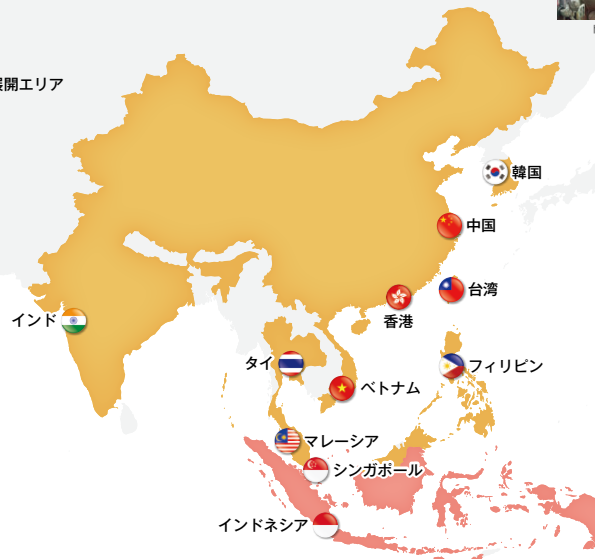 展開エリア
韓国
中国
台湾
香港
インド
タイ
フィリピン
ベトナム
マレーシア
シンガポール
インドネシア